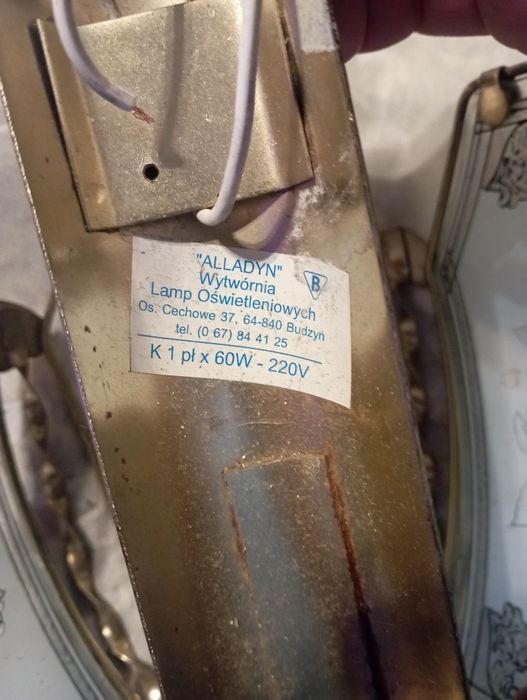 "ALLADYN"
B
Wytwórnia
Lamp Oświetleniowych
Os. Cechowe 37, 64-840 Budzyń
tel. (0 67) 84 41 25
K 1 pł x 60W - 220V